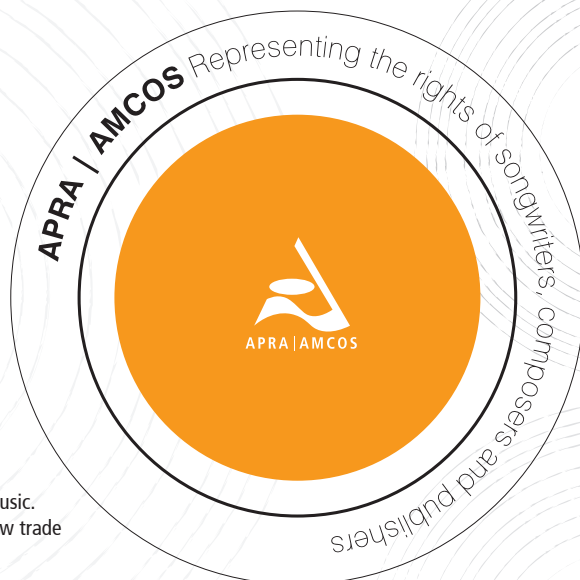 APRA | AMCOS Representing the rights of songwriters, composers and publishers
APRA|AMCOS
usic.
w trade